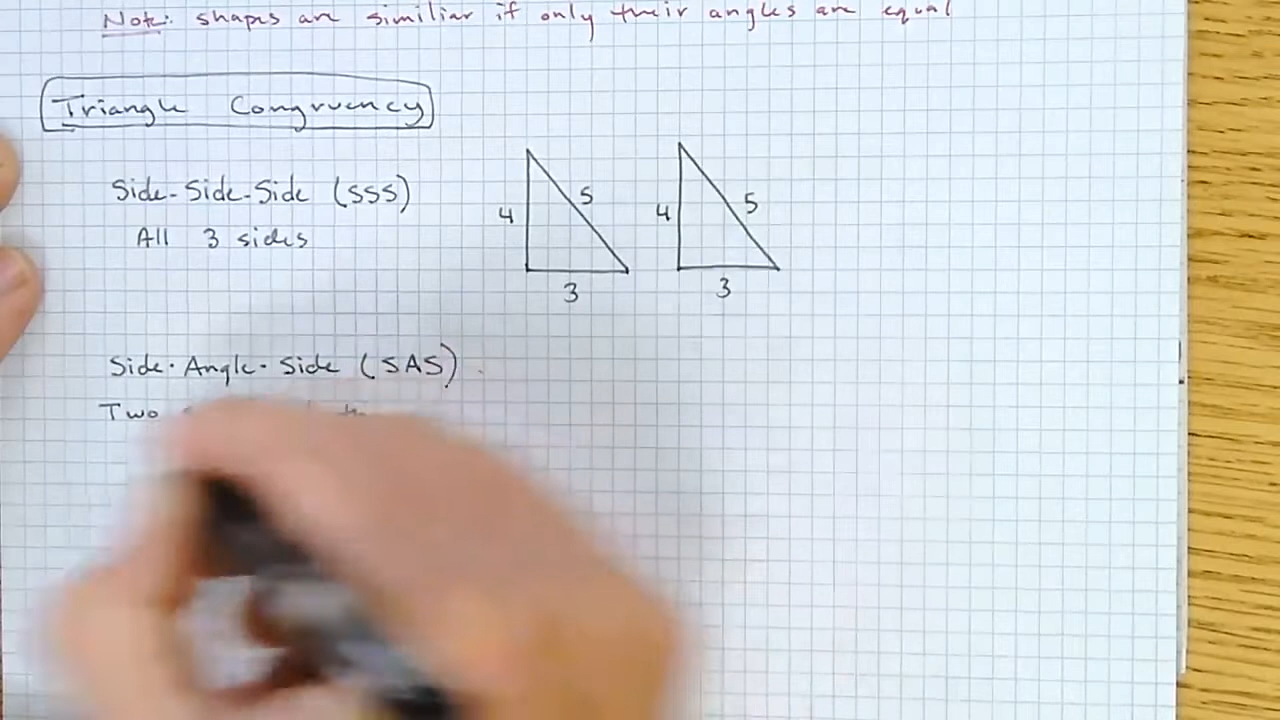 Note: shapes are similiar if only their angles are equal
Triangle Congruency
Side-Side-Side (SSS)
All 3 sides
4 5 3
4 5 3
Side-Angle-Side (SAS)
Two